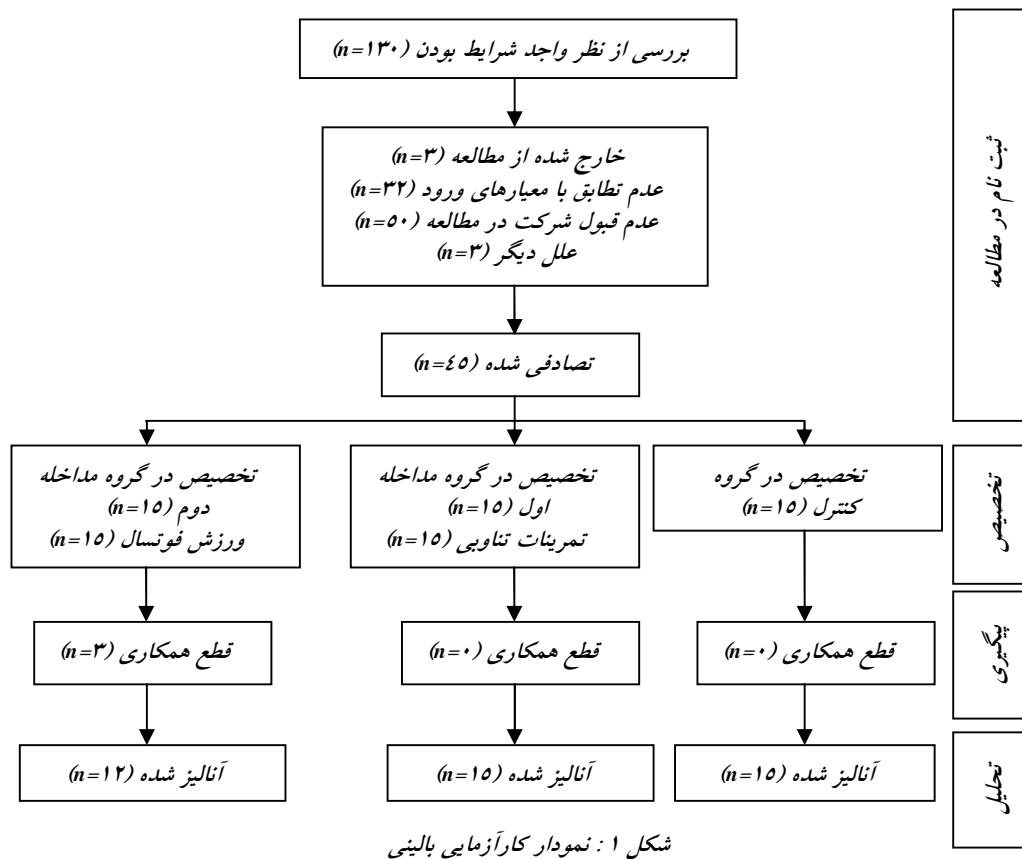 بررسی از نظر واجد شرایط بودن (n=۱۳۰)
خارج شده از مطالعه (n=۳)
عدم تطابق با معیارهای ورود (n=۳۲)
عدم قبول شرکت در مطالعه (n=۵۰)
علل دیگر (n=۳)
تصادفی شده (n=٤٥)
ثبت نام در مطالعه
تخصیص در گروه کنترل (n=۱۵)
تخصیص در گروه مداخله
اول (n=۱۵)
تمرینات تناوبی (n=۱۵)
تخصیص در گروه مداخله
دوم (n=۱۵)
ورزش فوتسال (n=۱۵)
تخصیص
قطع همکاری (n=۰)
قطع همکاری (n=۰)
قطع همکاری (n=۳)
پیگیری
آنالیز شده (n=۱۵)
آنالیز شده (n=۱۵)
آنالیز شده (n=۱۲)
تحلیل
شکل ۱ : نمودار کارآزمایی بالینی